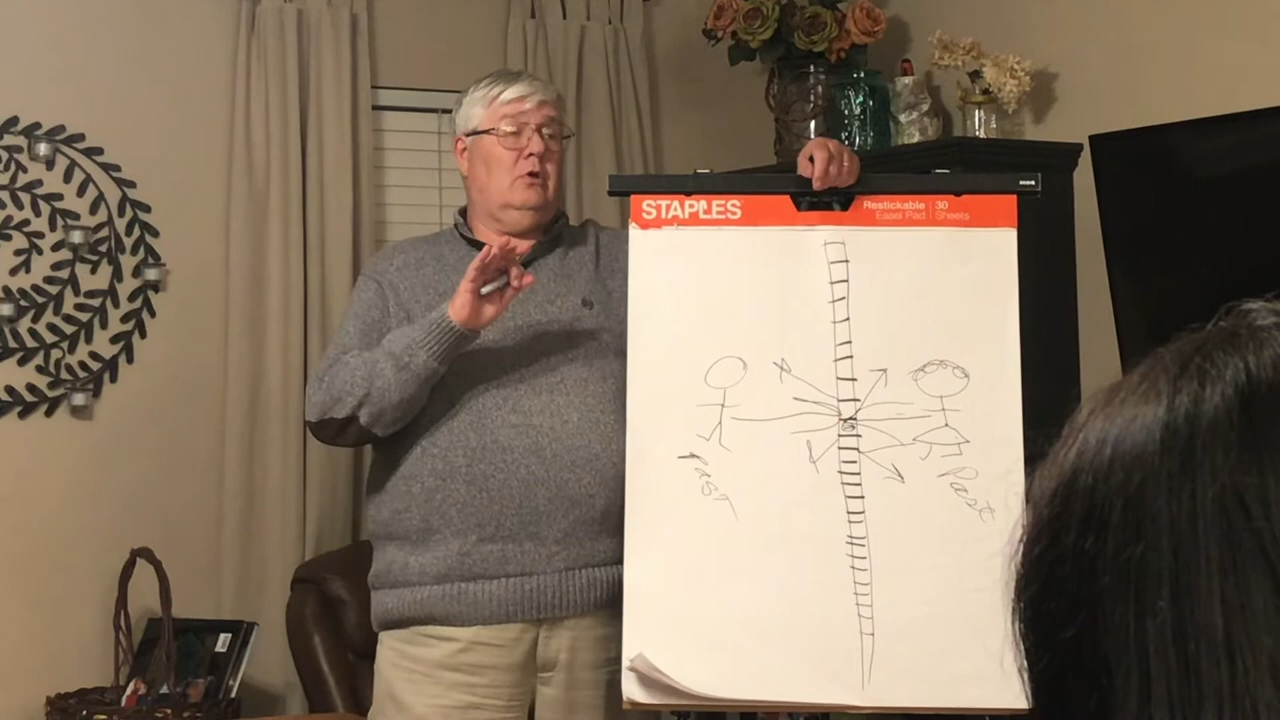 STAPLES
Restickable | 30
Easel Pad | Sheets
Past
Past